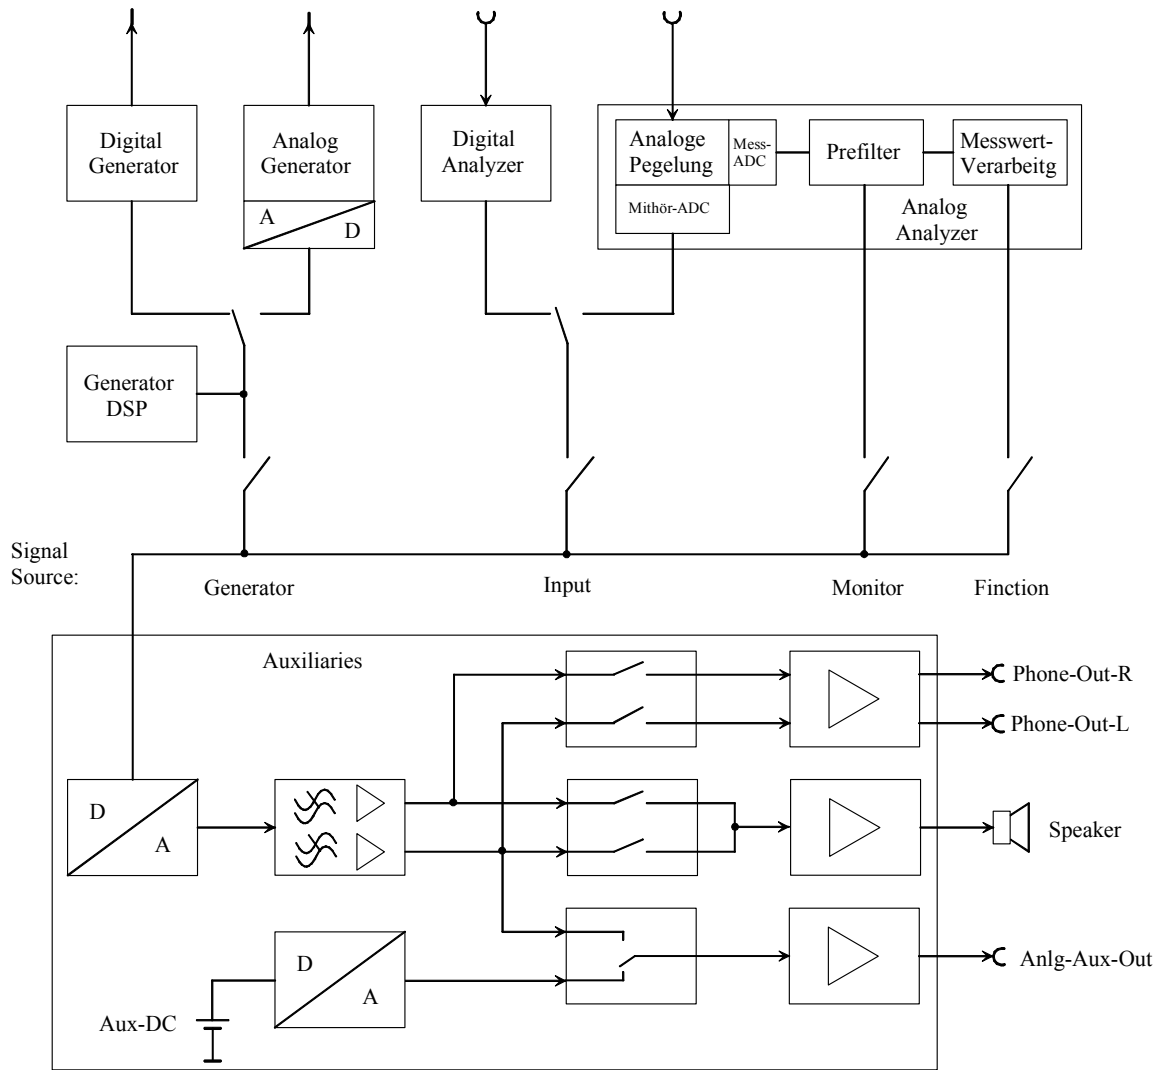 Digital
Generator
Analog
Generator
A
D
Digital
Analyzer
Analoge
Pegelung
Mess-
ADC
Mithör-ADC
Prefilter
Messwert-
Verarbeitg
Analog
Analyzer
Generator
DSP
Signal
Source:
Generator
Input
Monitor
Finction
Auxiliaries
Phone-Out-R
Phone-Out-L
D
A
Speaker
D
A
Anlg-Aux-Out
Aux-DC